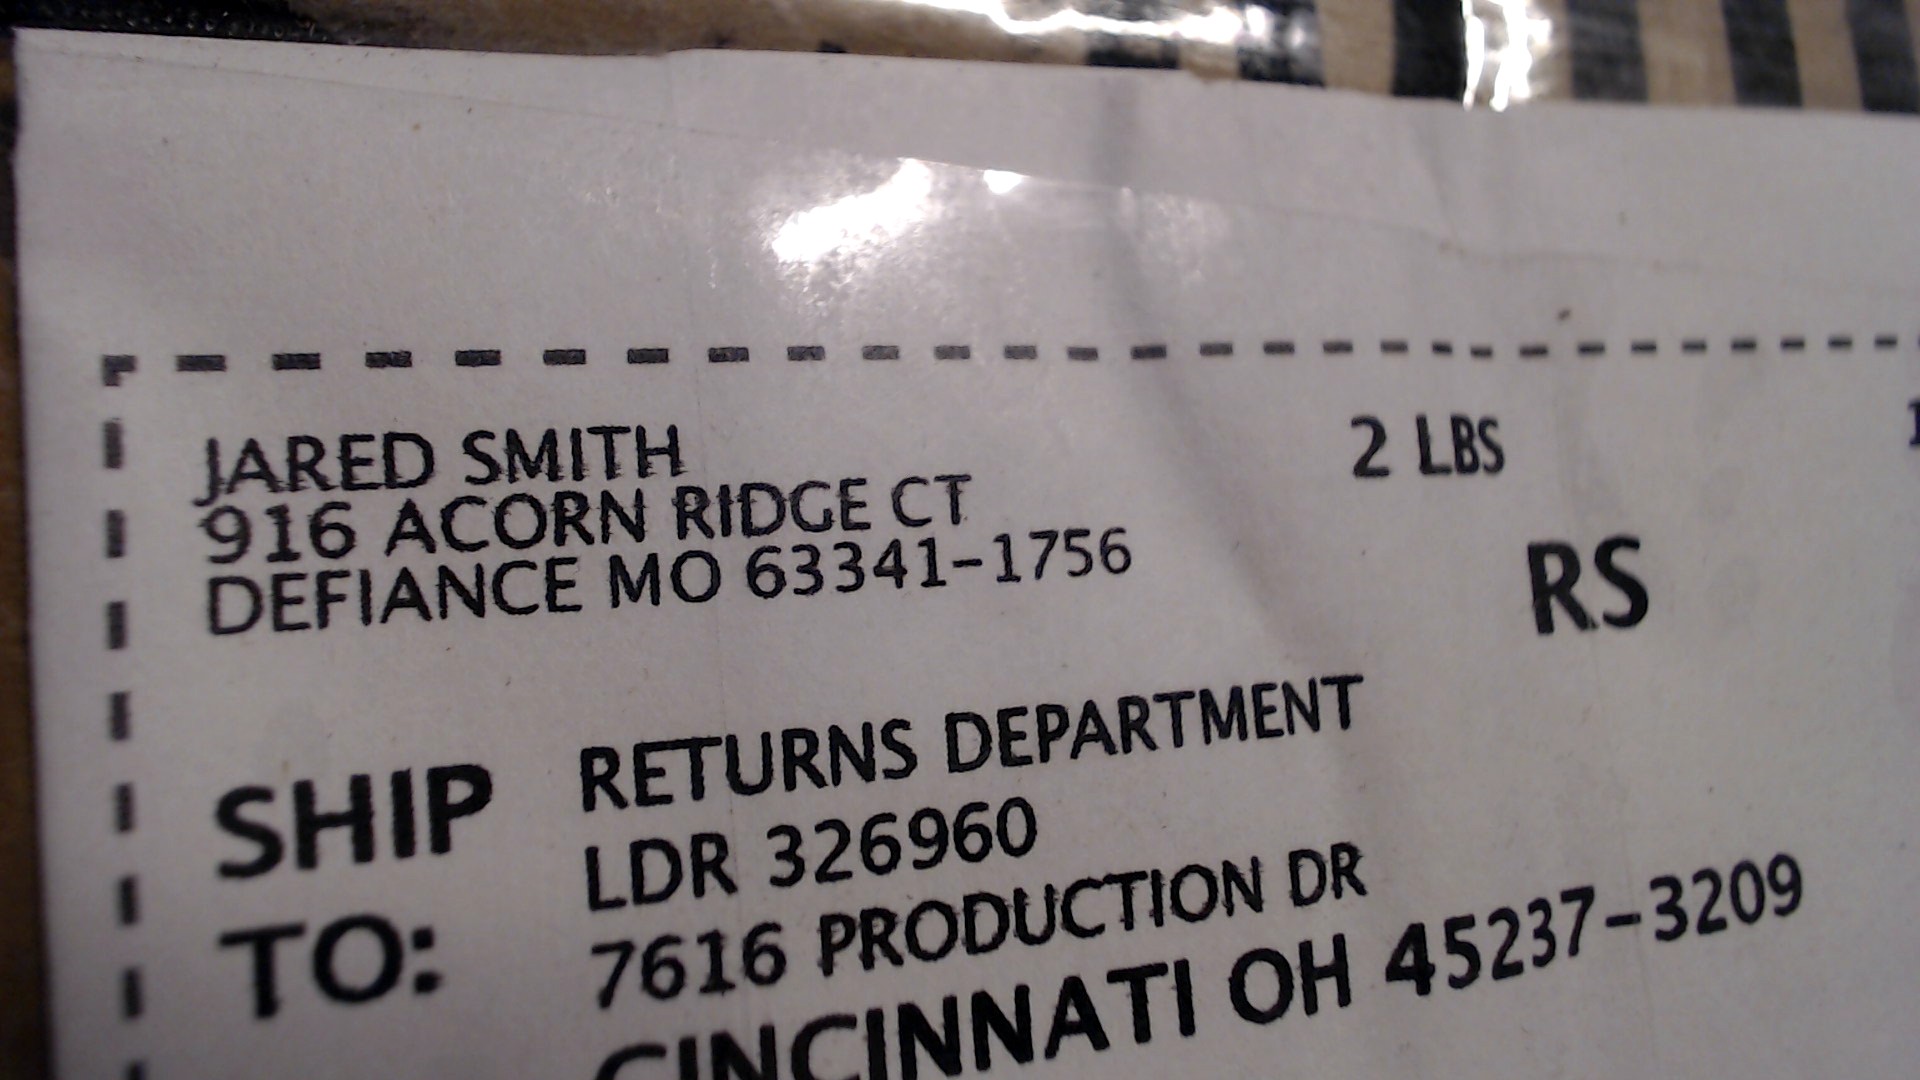 JARED SMITH
916 ACORN RIDGE CT
DEFIANCE MO 63341-1756
2 LBS
RS
SHIP TO:
RETURNS DEPARTMENT
LDR 326960
7616 PRODUCTION DR
CINCINNATI OH 45237-3209